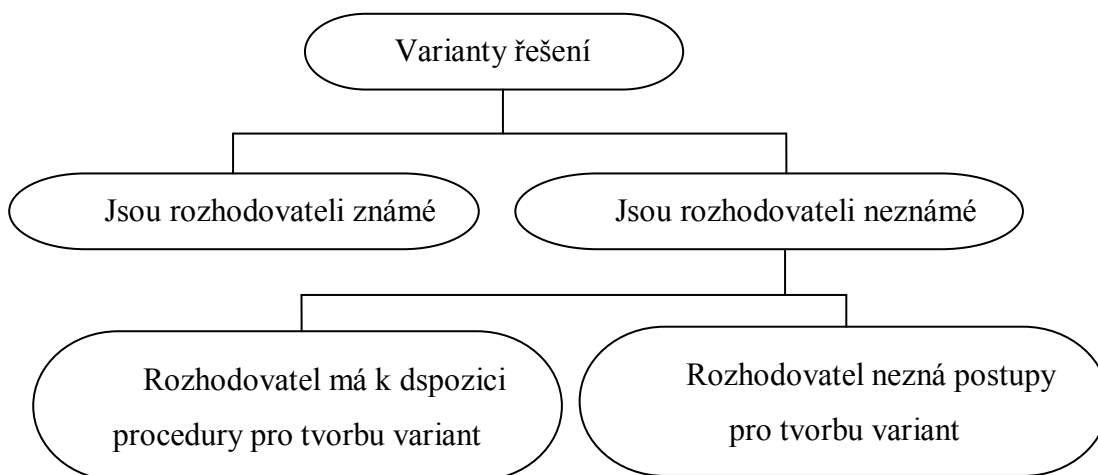 Varianty řešení
Jsou rozhodovateli známé
Jsou rozhodovateli neznámé
Rozhodovatel má k dspozici
procedury pro tvorbu variant
Rozhodovatel nezná postupy
pro tvorbu variant